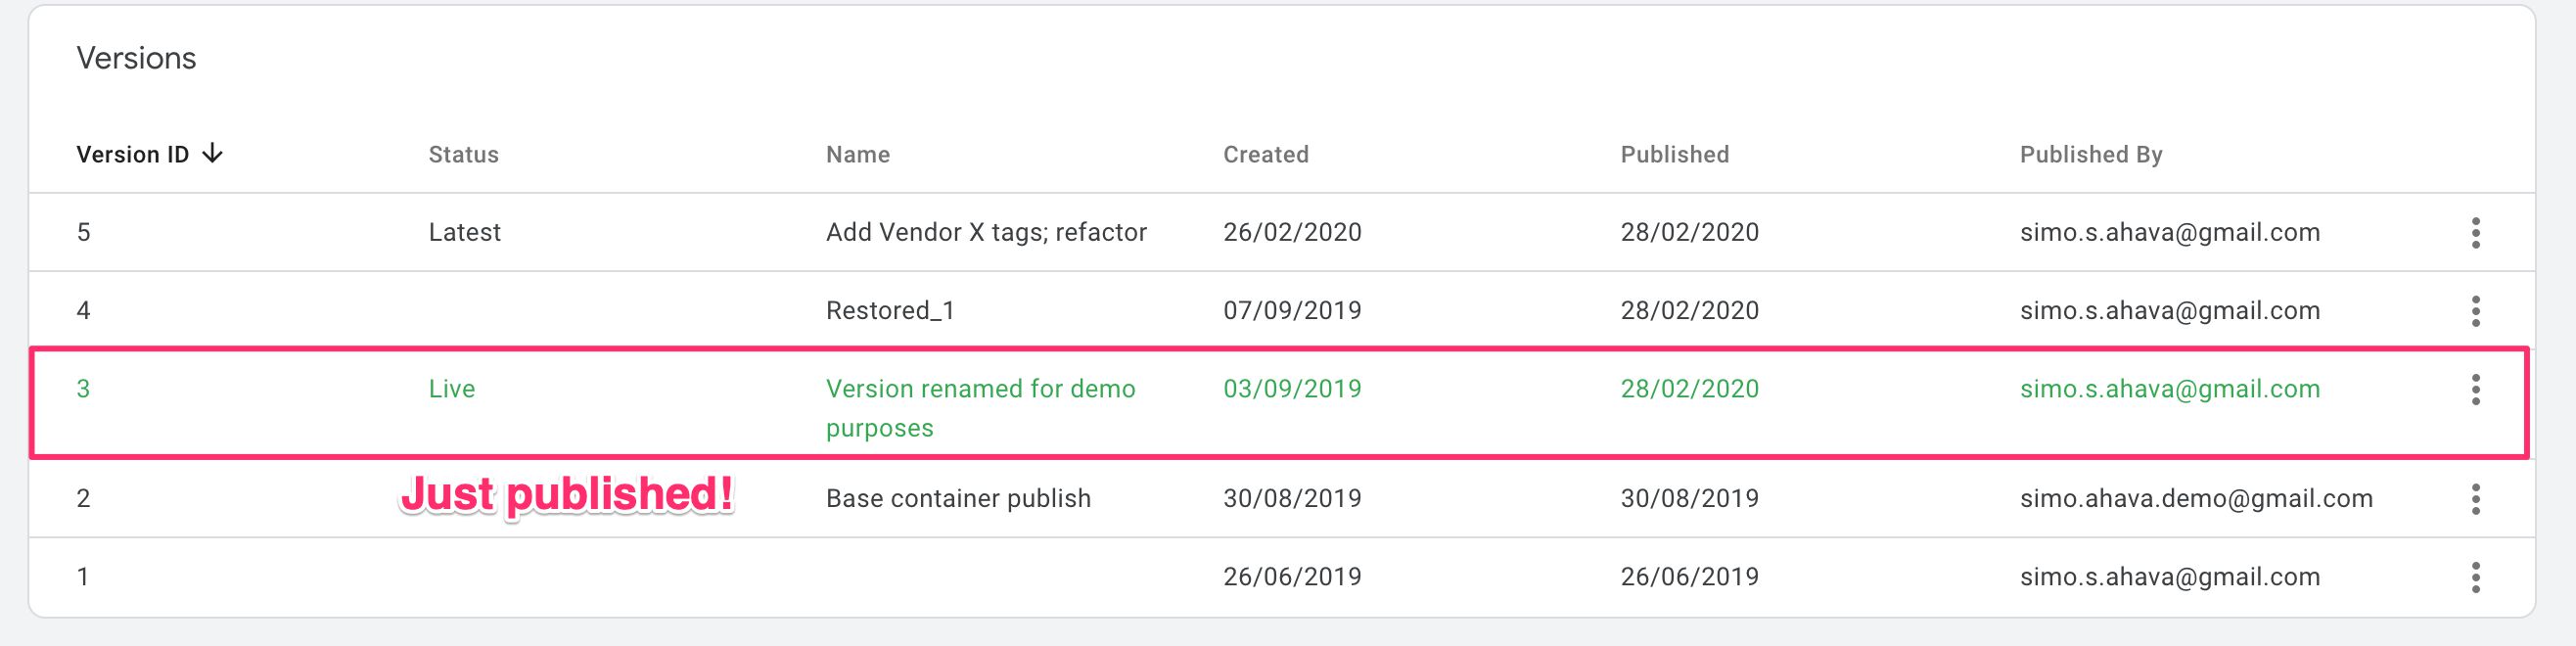 Versions
Version ID Status Name Created Published Published By
5 Latest Add Vendor X tags; refactor 26/02/2020 28/02/2020 simo.s.ahava@gmail.com
4 Restored_1 07/09/2019 28/02/2020 simo.s.ahava@gmail.com
3 Live Version renamed for demo 03/09/2019 28/02/2020 simo.s.ahava@gmail.com
purposes
Just published!
2 Base container publish 30/08/2019 30/08/2019 simo.ahava.demo@gmail.com
1 26/06/2019 26/06/2019 simo.s.ahava@gmail.com